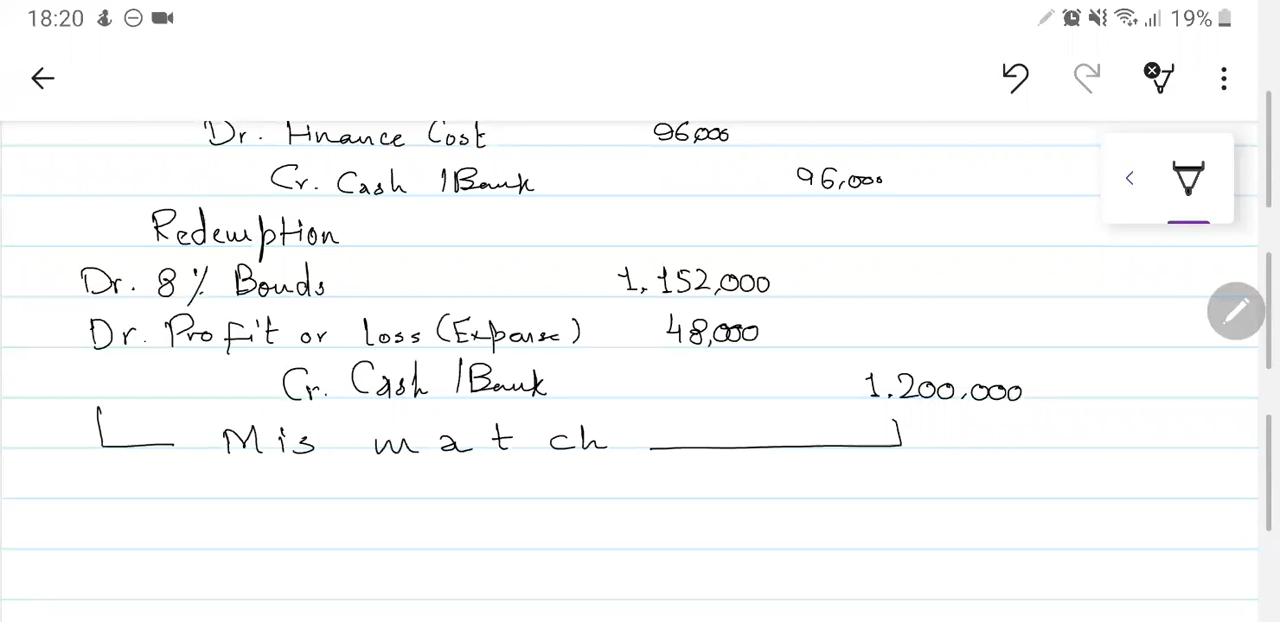 18:20 19%
Dr. Finance Cost 96,000
Cr. Cash / Bank 96,000
Redemption
Dr. 8 % Bonds 1,152,000
Dr. Profit or loss (Expense) 48,000
Cr. Cash / Bank 1.200,000
Mis match